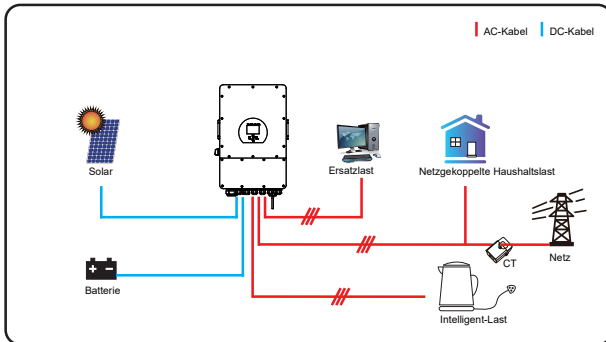 AC-Kabel DC-Kabel
Solar
Ersatzlast
Netzgekoppelte Haushaltslast
CT
Netz
Batterie
Intelligent-Last